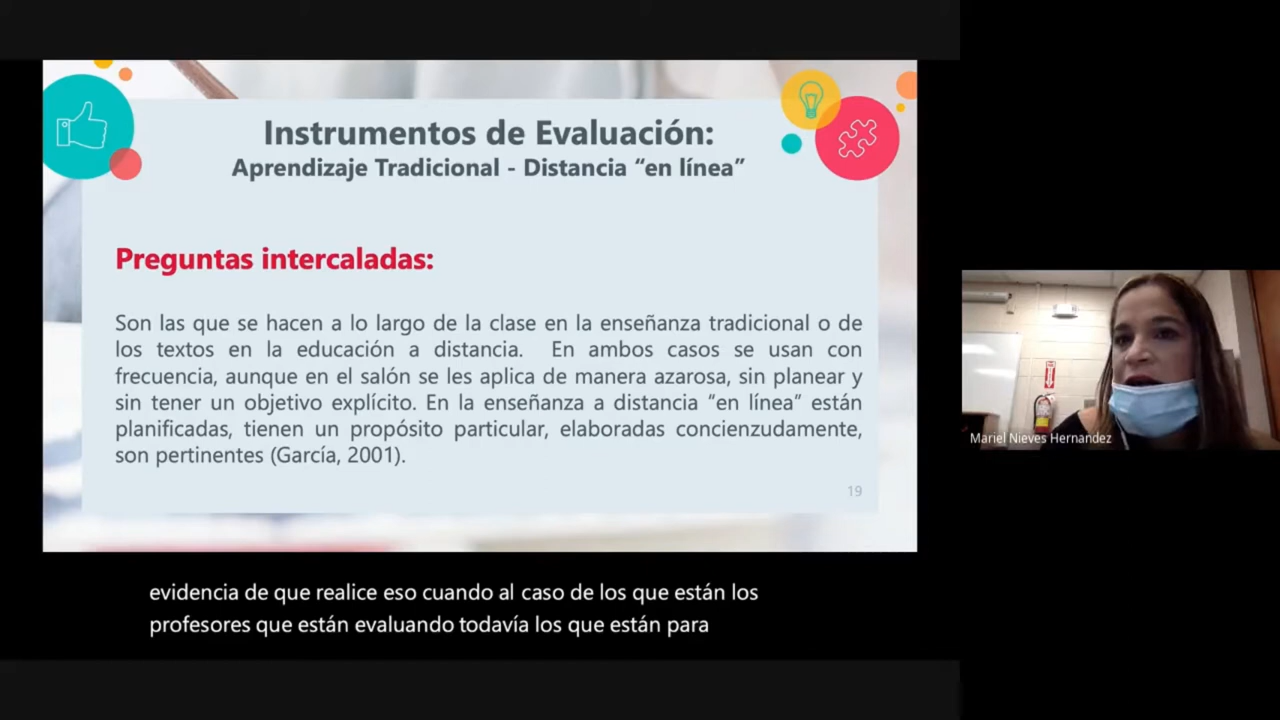 Instrumentos de Evaluación:
Aprendizaje Tradicional - Distancia “en línea”
Preguntas intercaladas:
Son las que se hacen a lo largo de la clase en la enseñanza tradicional o de
los textos en la educación a distancia. En ambos casos se usan con
frecuencia, aunque en el salón se les aplica de manera azarosa, sin planear y
sin tener un objetivo explícito. En la enseñanza a distancia “en línea” están
planificadas, tienen un propósito particular, elaboradas concienzudamente,
son pertinentes (García, 2001).
19
Mariel Nieves Hernandez
evidencia de que realice eso cuando al caso de los que están los
profesores que están evaluando todavía los que están para